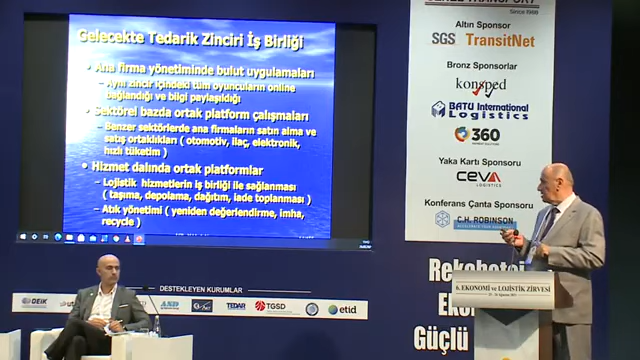 Gelecekte Tedarik Zinciri İş Birliği
Ana firma yönetiminde bulut uygulamaları
Aynı zincir içindeki tüm oyuncuların online
bağlandığı ve bilgi paylaşıldığı
Sektörel bazda ortak platform çalışmaları
Benzer sektörlerde ana firmaların satın alma ve
satış ortaklıkları ( otomotiv, ilaç, elektronik,
hızlı tüketim )
Hizmet dalında ortak platformlar
Lojistik hizmetlerin iş birliği ile sağlanması
( taşıma, depolama, dağıtım, iade toplanması )
Atık yönetimi ( yeniden değerlendirme, imha,
recycle )
DESTEKLEYEN KURUMLAR
DEİK
TEDAR
TGSD
etid
Since 1986
Altın Sponsor
SGS TransitNet
Bronz Sponsorlar
konsped
BATU International
Logistics
360
Yaka Kartı Sponsoru
CEVA
LOGISTICS
Konferans Çanta Sponsoru
C.H. ROBINSON
6. EKONOMİ ve LOJİSTİK ZİRVESİ
Güçlü